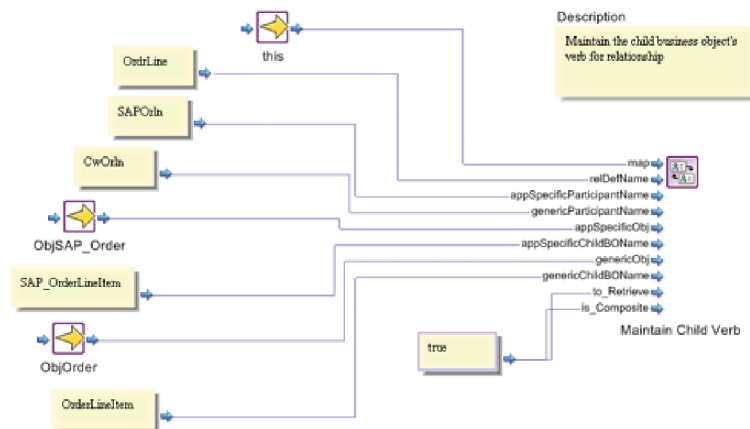 Description
Maintain the child business object's
verb for relationship
this
OrdrLine
SAPOrln
CwOrln
ObjSAP_Order
SAP_OrderLineItem
ObjOrder
OrderLineItem
true
map
relDefName
appSpecificParticipantName
genericParticipantName
appSpecificObj
appSpecificChildBOName
genericObj
genericChildBOName
to_Retrieve
is_Composite
Maintain Child Verb